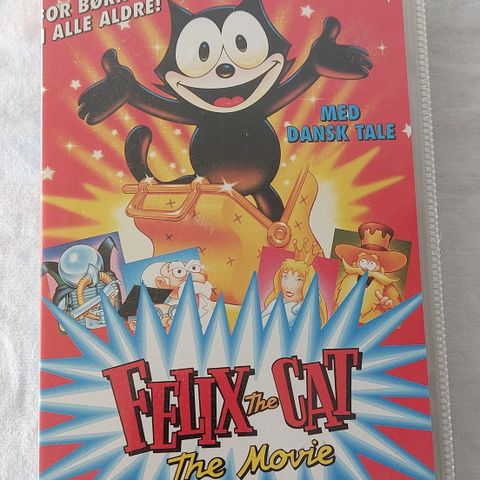 FOR BØRN
I ALLE ALDRE!
MED
DANSK TALE
FELIX The CAT
The Movie